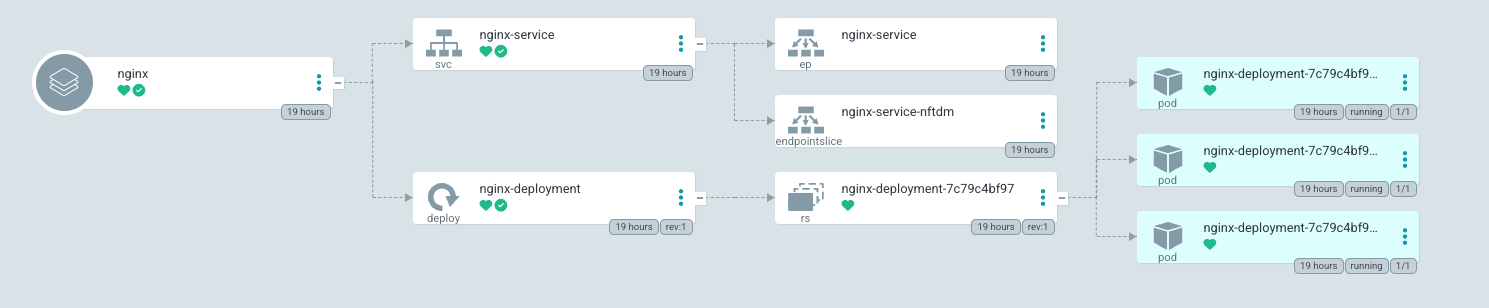 nginx
19 hours
nginx-service
svc
19 hours
nginx-deployment
deploy
19 hours rev:1
nginx-service
ep
19 hours
nginx-service-nftdm
endpointslice
19 hours
nginx-deployment-7c79c4bf97
rs
19 hours rev:1
nginx-deployment-7c79c4bf9...
pod
19 hours running 1/1
nginx-deployment-7c79c4bf9...
pod
19 hours running 1/1
nginx-deployment-7c79c4bf9...
pod
19 hours running 1/1